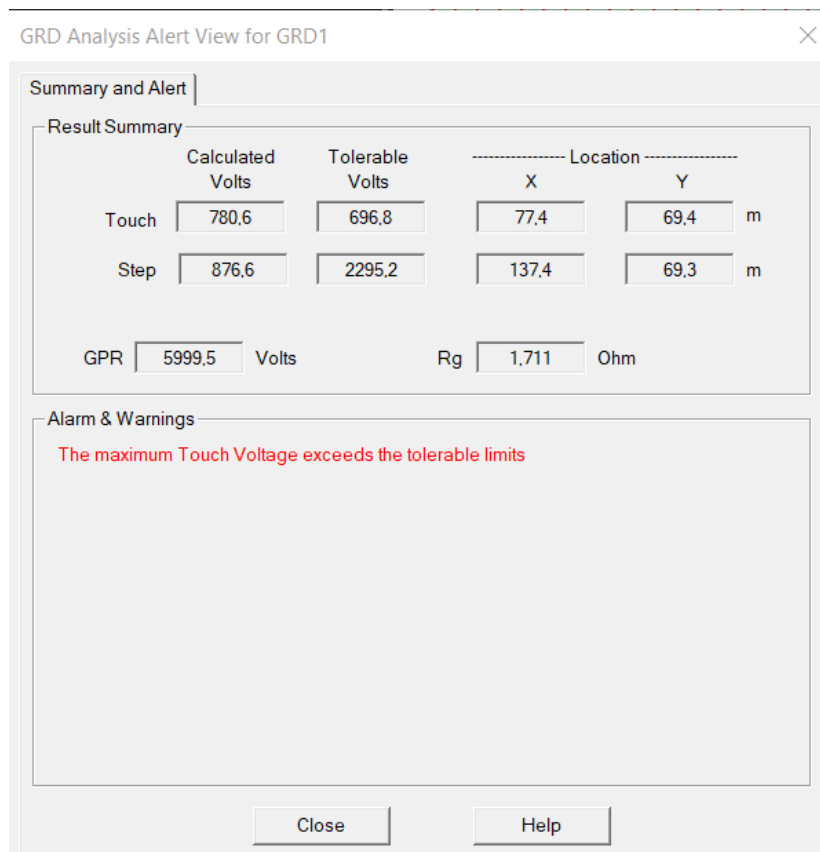 GRD Analysis Alert View for GRD1
Summary and Alert
Result Summary
Calculated Tolerable ----------------- Location -----------------
Volts Volts X Y
Touch 780,6 696,8 77,4 69,4 m
Step 876,6 2295,2 137,4 69,3 m
GPR 5999,5 Volts Rg 1,711 Ohm
Alarm & Warnings
The maximum Touch Voltage exceeds the tolerable limits
Close Help